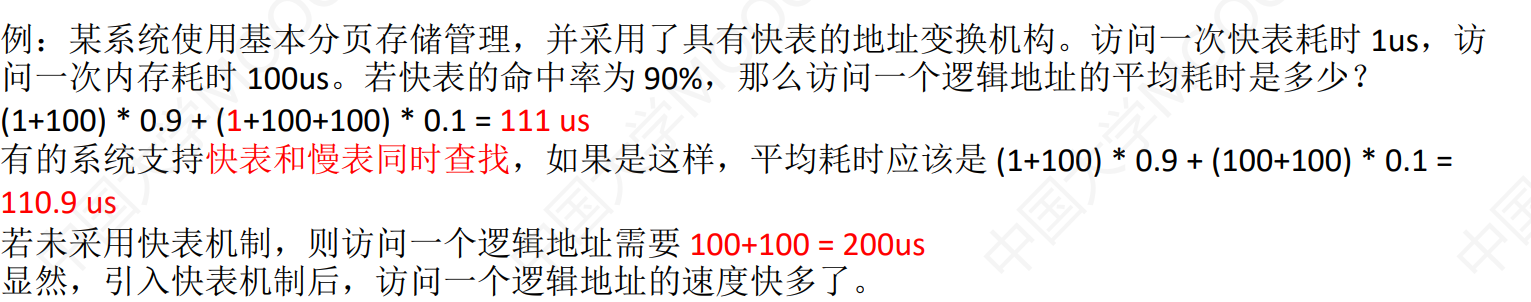 例：某系统使用基本分页存储管理，并采用了具有快表的地址变换机构。访问一次快表耗时 1us，访
问一次内存耗时 100us。若快表的命中率为 90%，那么访问一个逻辑地址的平均耗时是多少？
(1+100) * 0.9 + (1+100+100) * 0.1 = 111 us
有的系统支持快表和慢表同时查找，如果是这样，平均耗时应该是 (1+100) * 0.9 + (100+100) * 0.1 =
110.9 us
若未采用快表机制，则访问一个逻辑地址需要 100+100 = 200us
显然，引入快表机制后，访问一个逻辑地址的速度快多了。